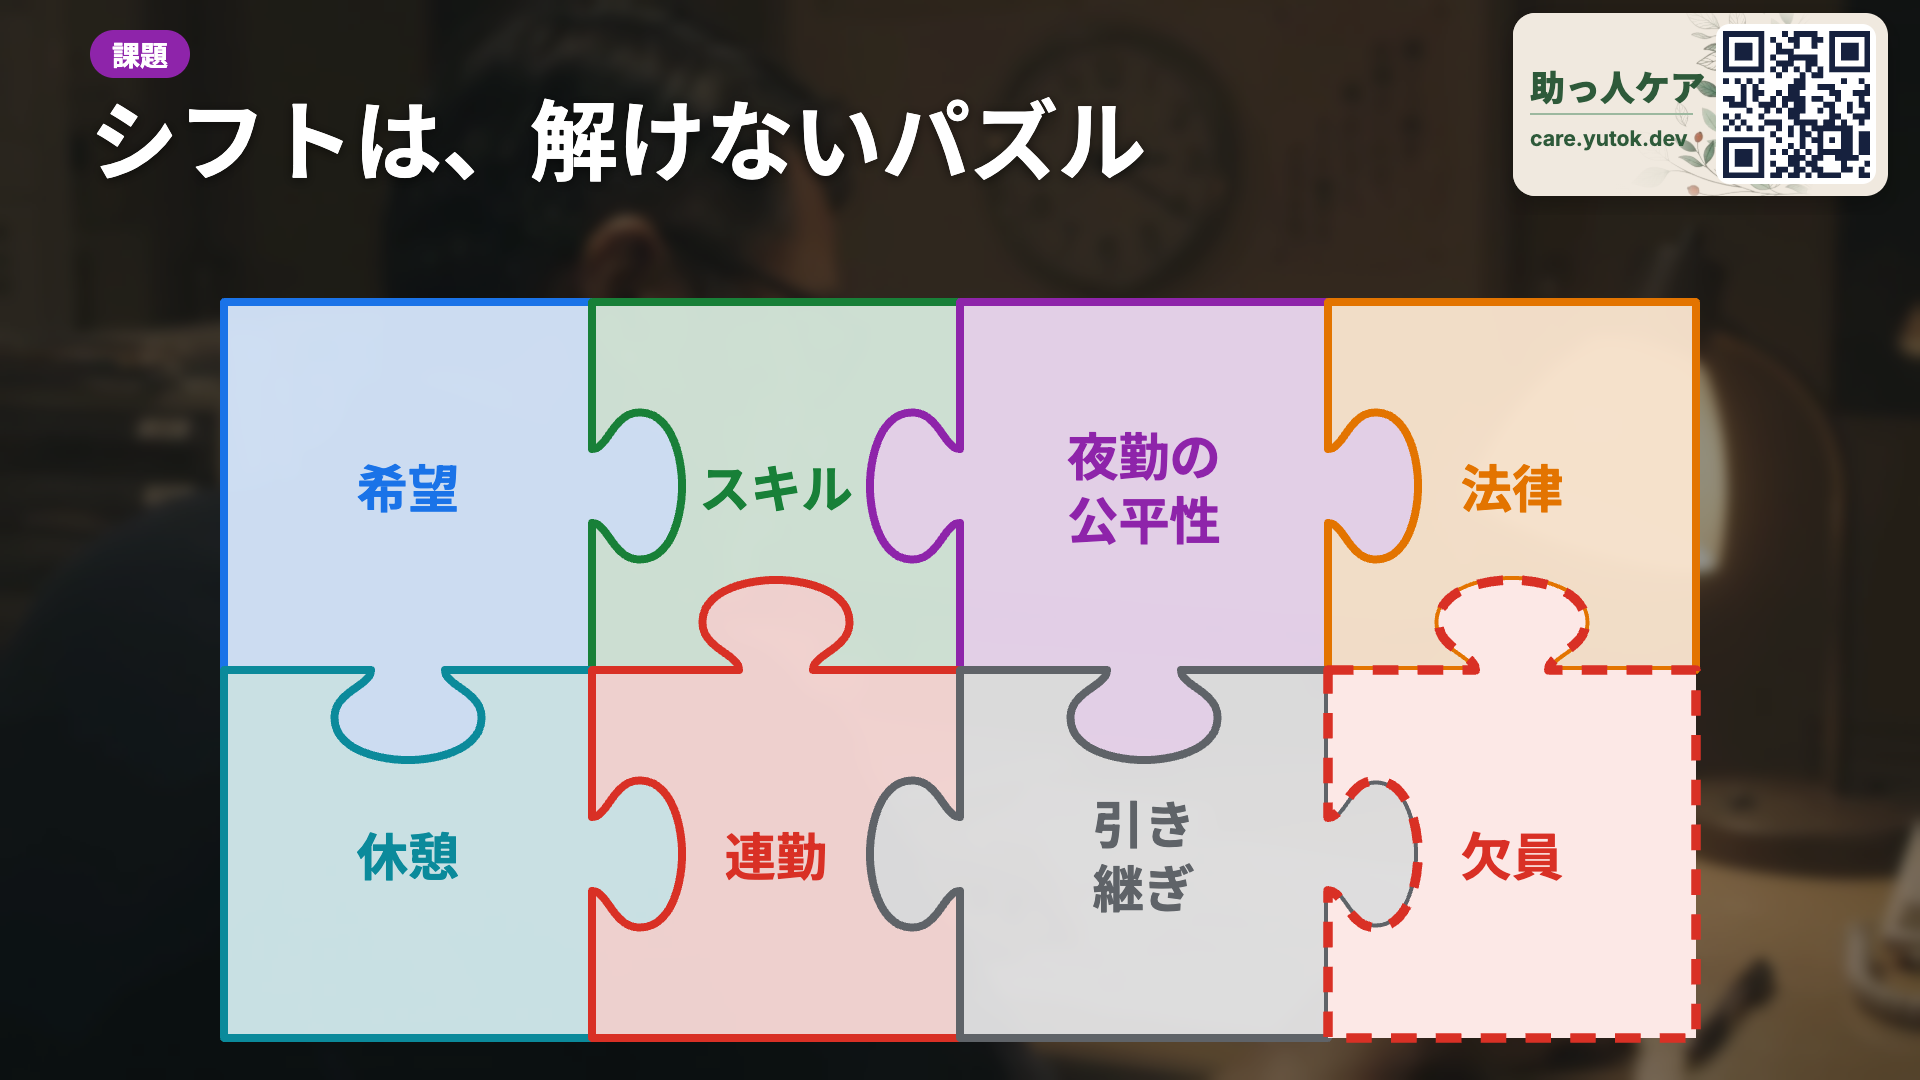 課題
シフトは、解けないパズル
助っ人ケア
care.yutok.dev
希望
スキル
夜勤の
公平性
法律
休憩
連勤
引き
継ぎ
欠員